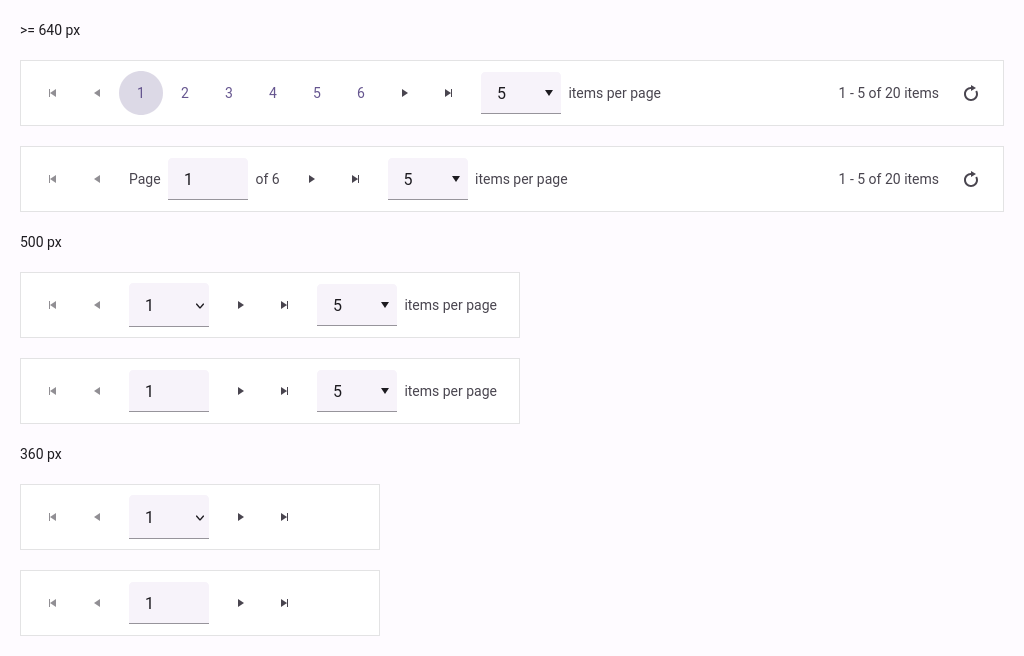 >= 640 px
1 2 3 4 5 6 5 items per page 1 - 5 of 20 items
Page 1 of 6 5 items per page 1 - 5 of 20 items
500 px
1 5 items per page
1 5 items per page
360 px
1
1